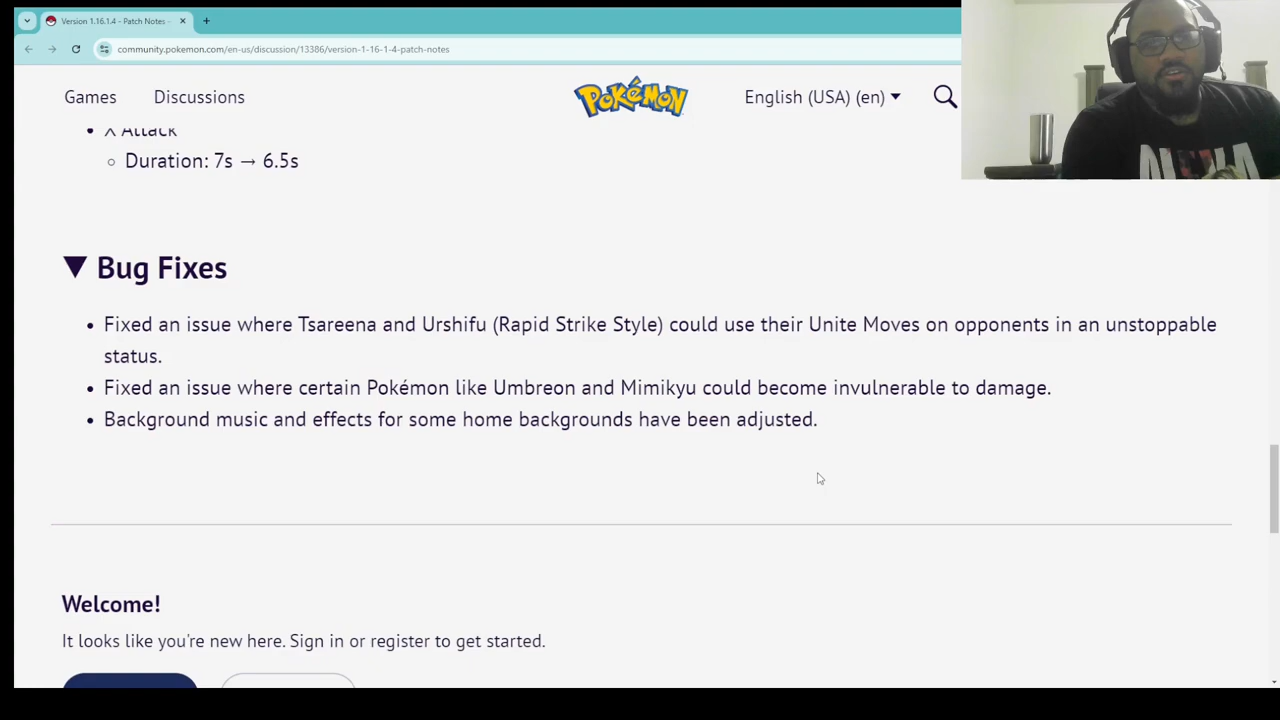 Version 1.16.1.4 - Patch Notes -
community.pokemon.com/en-us/discussion/13386/version-1-16-1-4-patch-notes
Games Discussions POKéMON English (USA) (en)
• X Attack
○ Duration: 7s → 6.5s
▼ Bug Fixes
• Fixed an issue where Tsareena and Urshifu (Rapid Strike Style) could use their Unite Moves on opponents in an unstoppable
status.
• Fixed an issue where certain Pokémon like Umbreon and Mimikyu could become invulnerable to damage.
• Background music and effects for some home backgrounds have been adjusted.
Welcome!
It looks like you're new here. Sign in or register to get started.